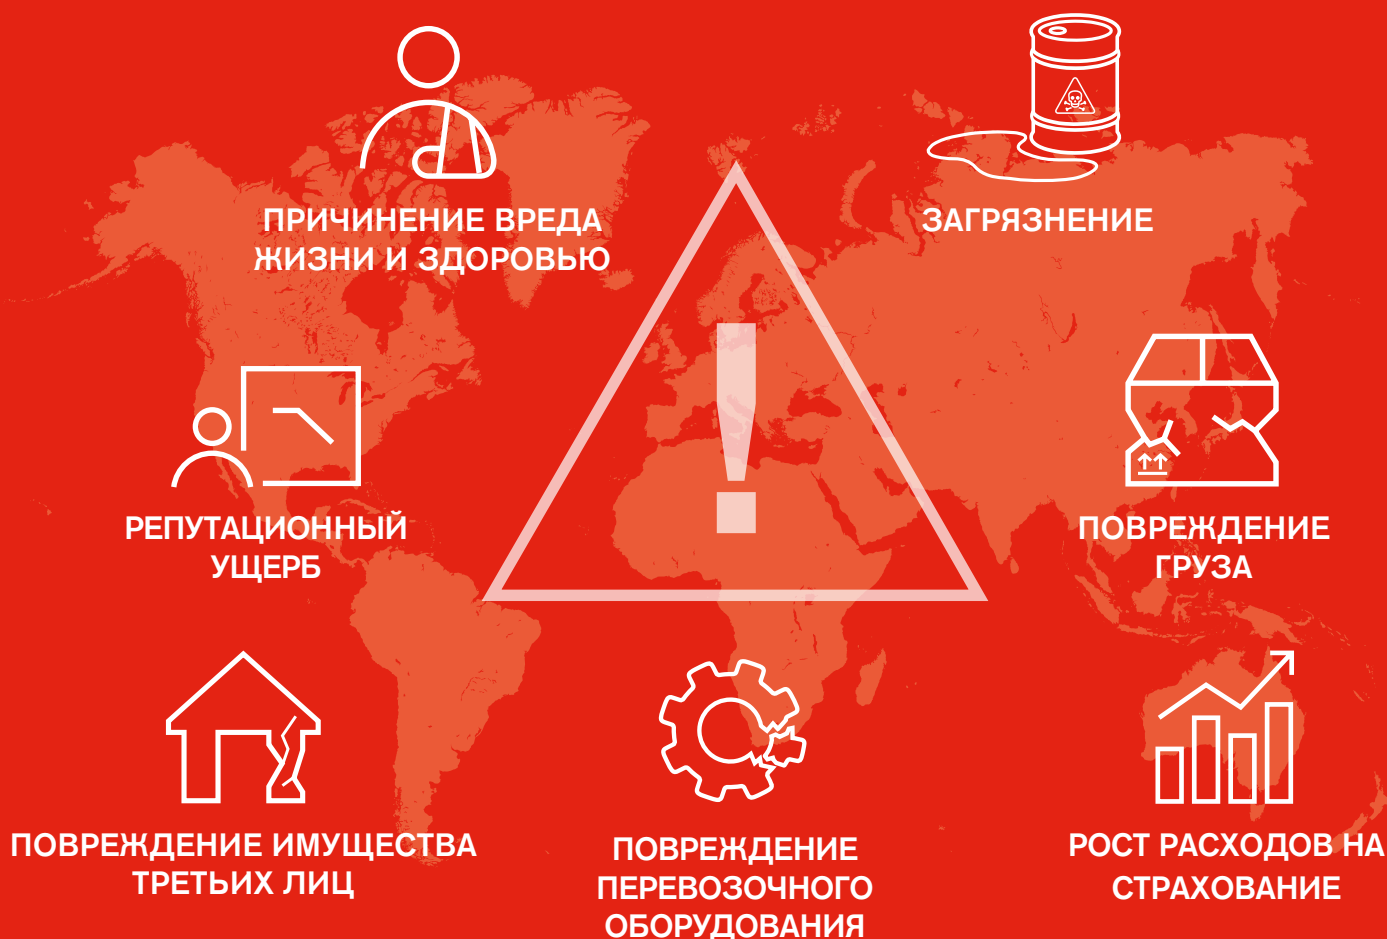 ПРИЧИНЕНИЕ ВРЕДА
ЖИЗНИ И ЗДОРОВЬЮ
ЗАГРЯЗНЕНИЕ
!
РЕПУТАЦИОННЫЙ
УЩЕРБ
ПОВРЕЖДЕНИЕ
ГРУЗА
ПОВРЕЖДЕНИЕ ИМУЩЕСТВА
ТРЕТЬИХ ЛИЦ
ПОВРЕЖДЕНИЕ
ПЕРЕВОЗОЧНОГО
ОБОРУДОВАНИЯ
РОСТ РАСХОДОВ НА
СТРАХОВАНИЕ